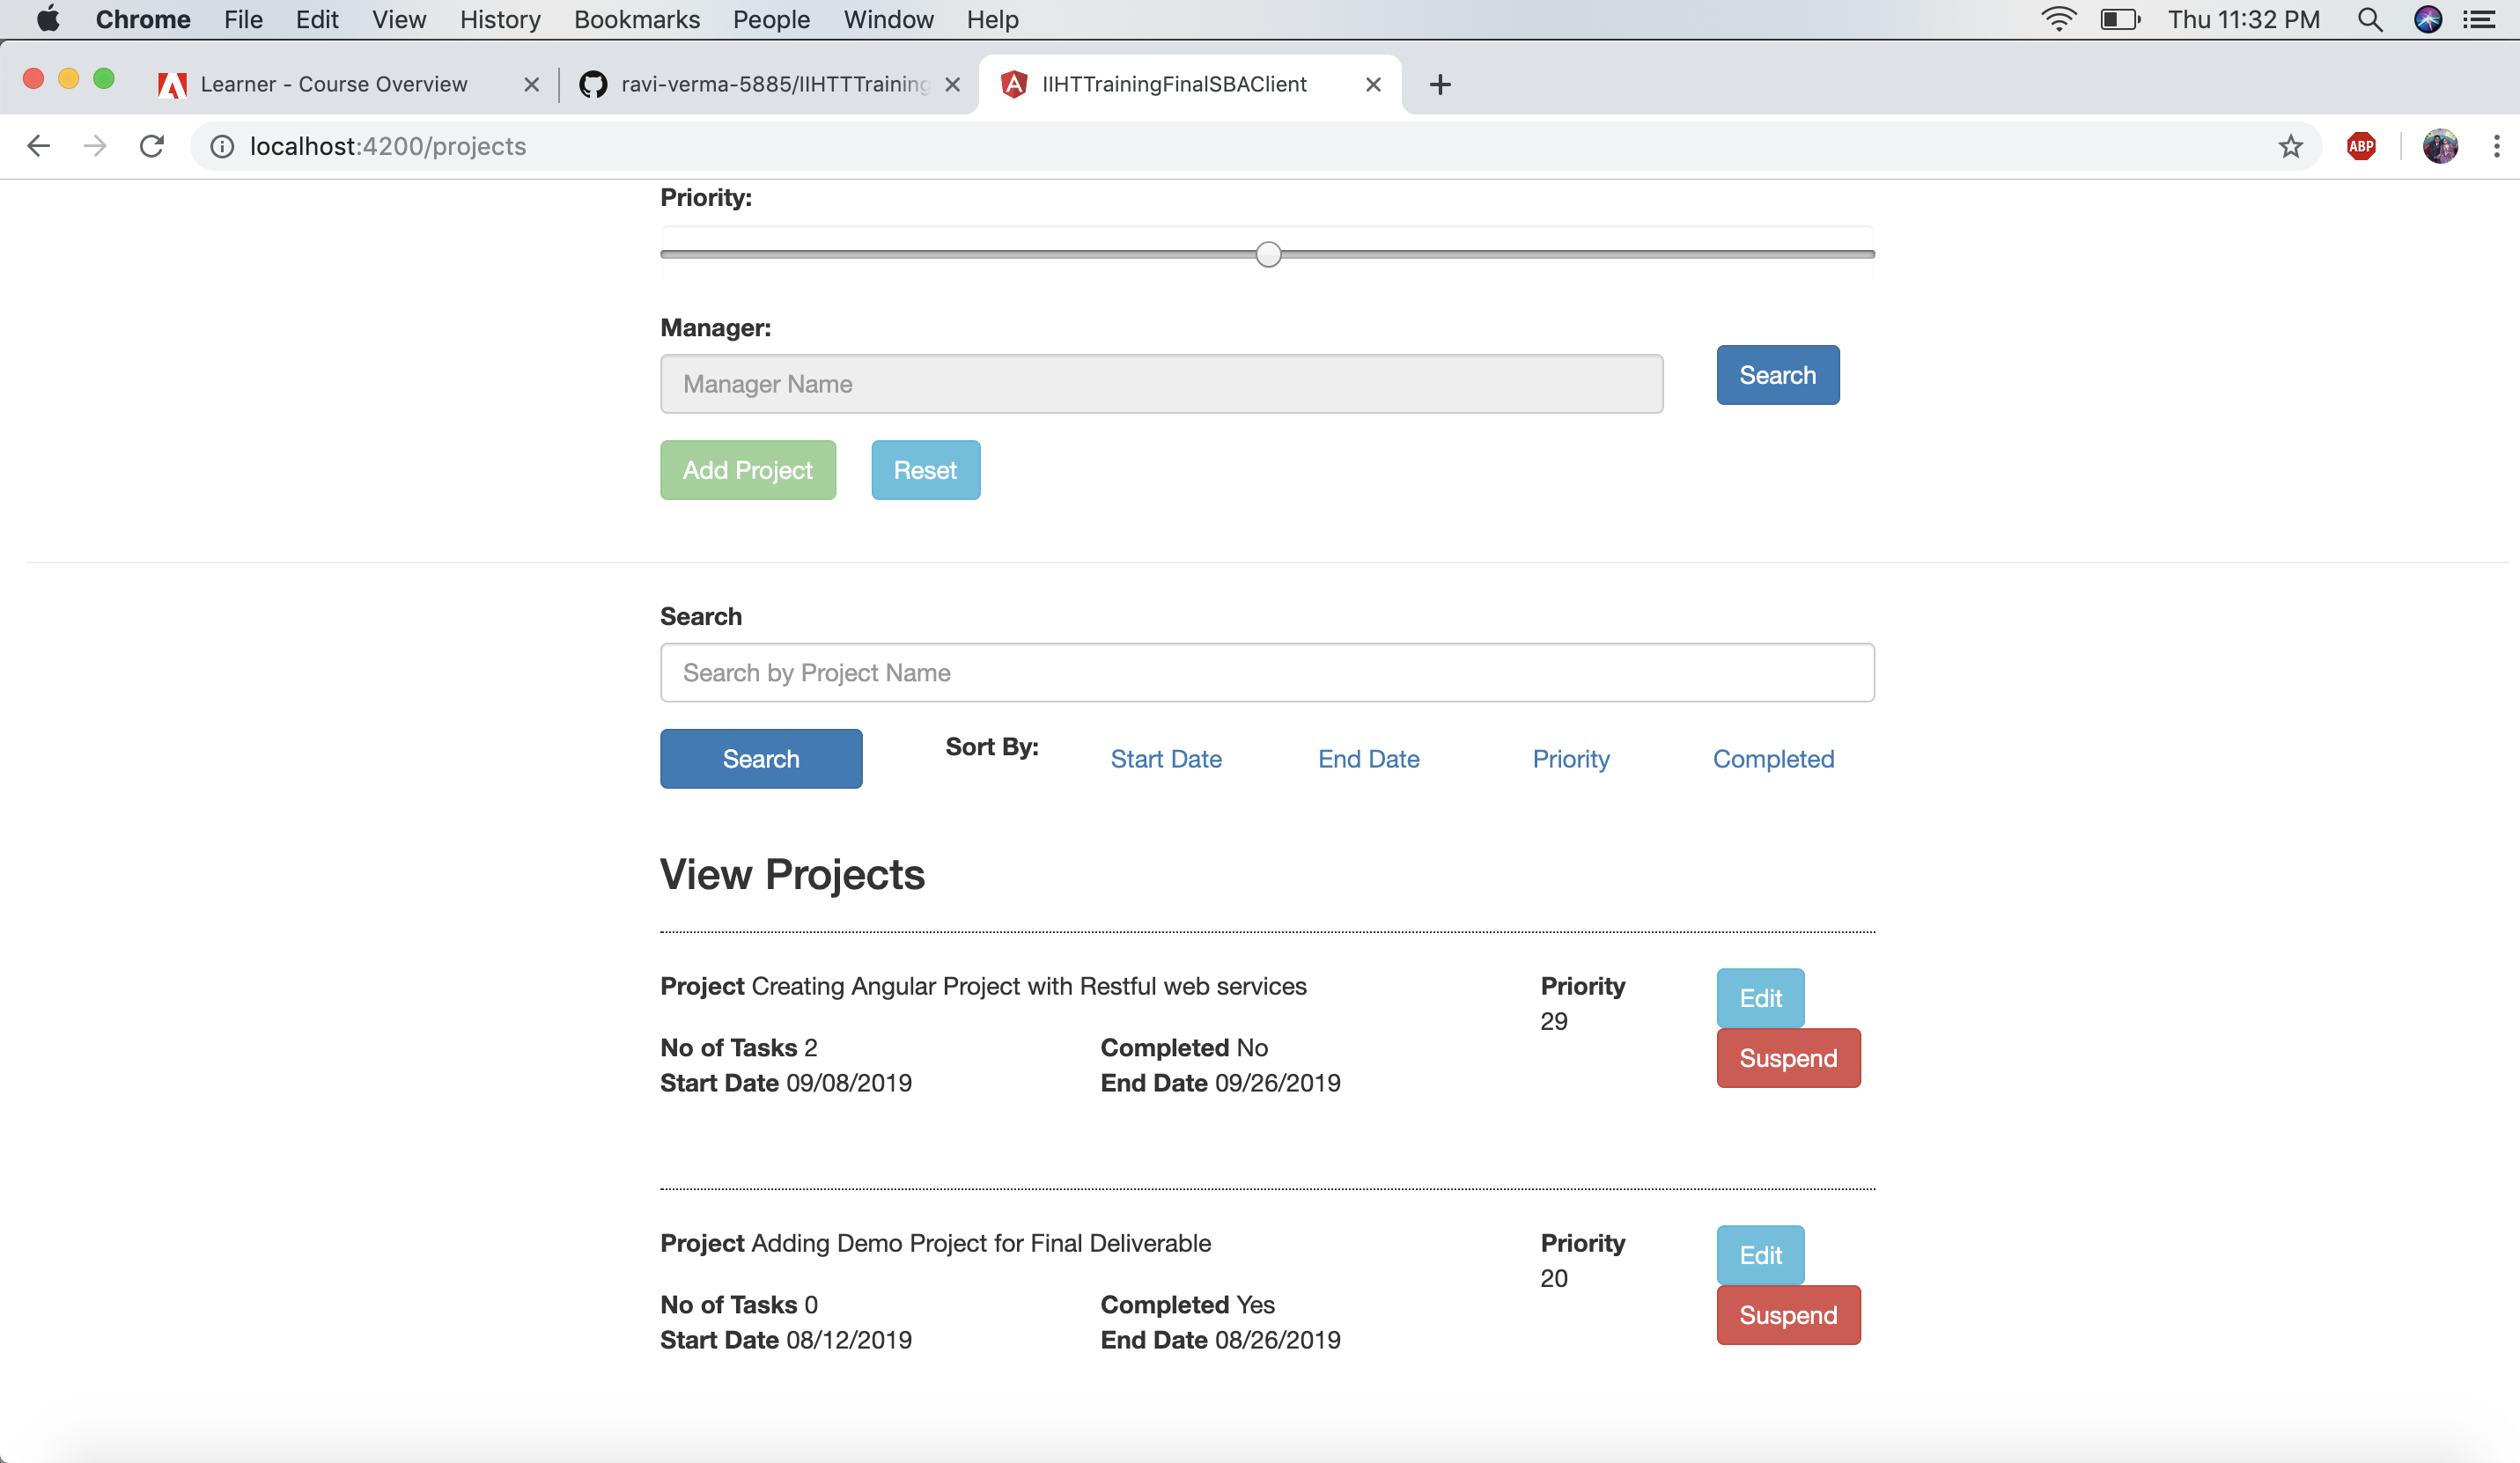 Chrome File Edit View History Bookmarks People Window Help Thu 11:32 PM
Learner - Course Overview ravi-verma-5885/IIHTTTraining IIHTTrainingFinalSBAClient
localhost:4200/projects ABP
Priority:
Manager:
Manager Name Search
Add Project Reset
Search
Search by Project Name
Search Sort By: Start Date End Date Priority Completed
View Projects
Project Creating Angular Project with Restful web services Priority Edit
29
No of Tasks 2 Completed No Suspend
Start Date 09/08/2019 End Date 09/26/2019
Project Adding Demo Project for Final Deliverable Priority Edit
20
No of Tasks 0 Completed Yes Suspend
Start Date 08/12/2019 End Date 08/26/2019